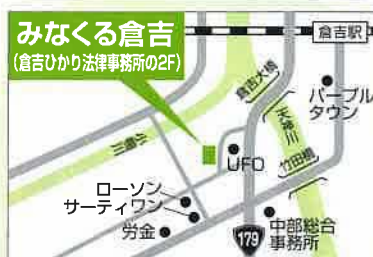 みなくる倉吉
(倉吉ひかり法律事務所の2F)
倉吉駅
倉吉大橋
パープル
タウン
天神川
小鴨川
竹田橋
UFO
ローソン
サーティワン
労金
179
中部総合
事務所